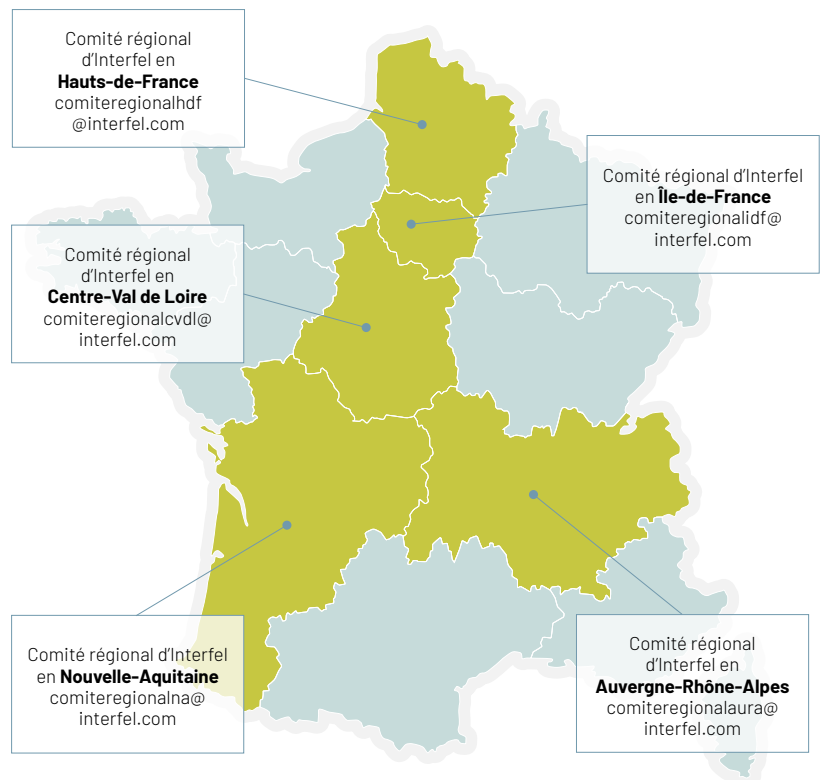 Comité régional
d'Interfel en
Hauts-de-France
comiteregionalhdf
@interfel.com
Comité régional d'Interfel
en Île-de-France
comiteregionalidf@
interfel.com
Comité régional
d'Interfel en
Centre-Val de Loire
comiteregionalcvdl@
interfel.com
Comité régional d'Interfel
en Nouvelle-Aquitaine
comiteregionalna@
interfel.com
Comité régional
d'Interfel en
Auvergne-Rhône-Alpes
comiteregionalaura@
interfel.com